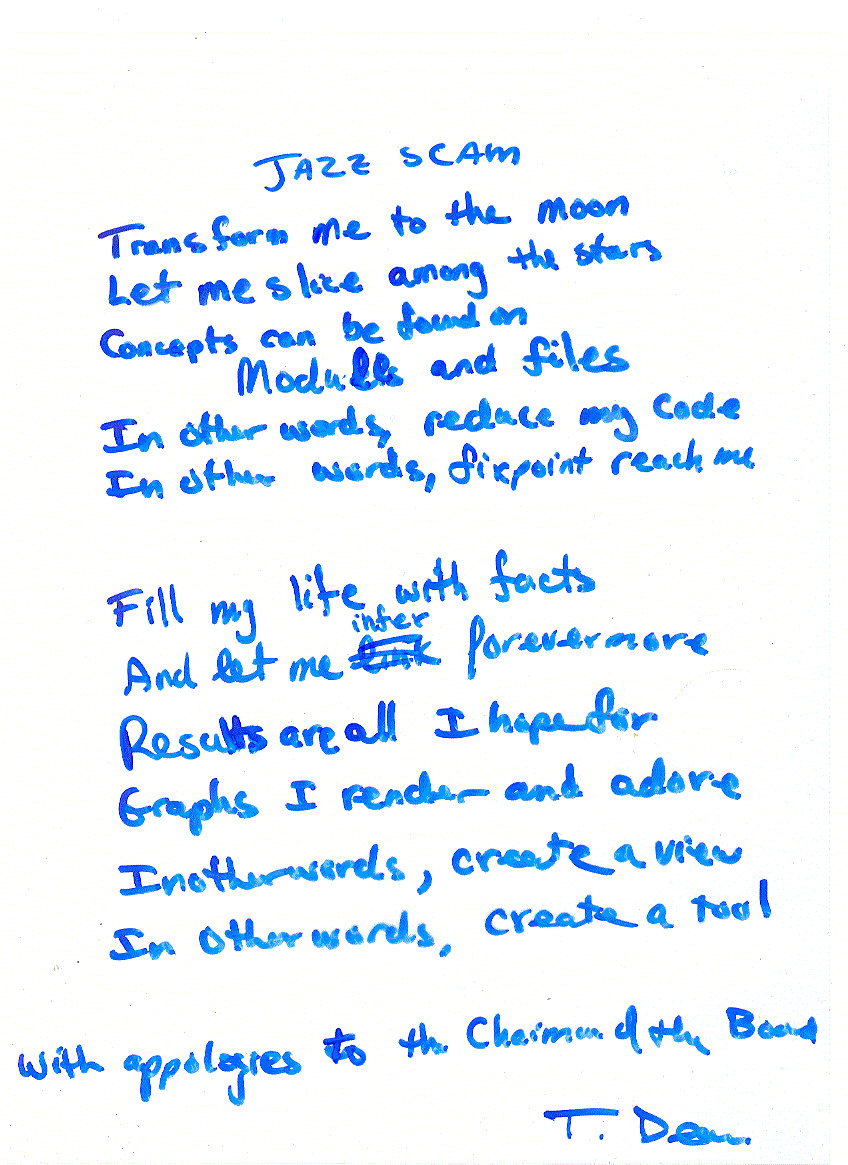 JAZZ SCAM
Transform me to the moon
Let me slice among the stars
Concepts can be found on
Modulls and files
In other words, reduce my code
In other words, fixpoint reach me
Fill my life with facts
And let me infer forevermore
Results are all I hope for
Graphs I render and adore
In other words, create a view
In other words, create a tool
with appologies to the Chairman of the Board
T. Dean